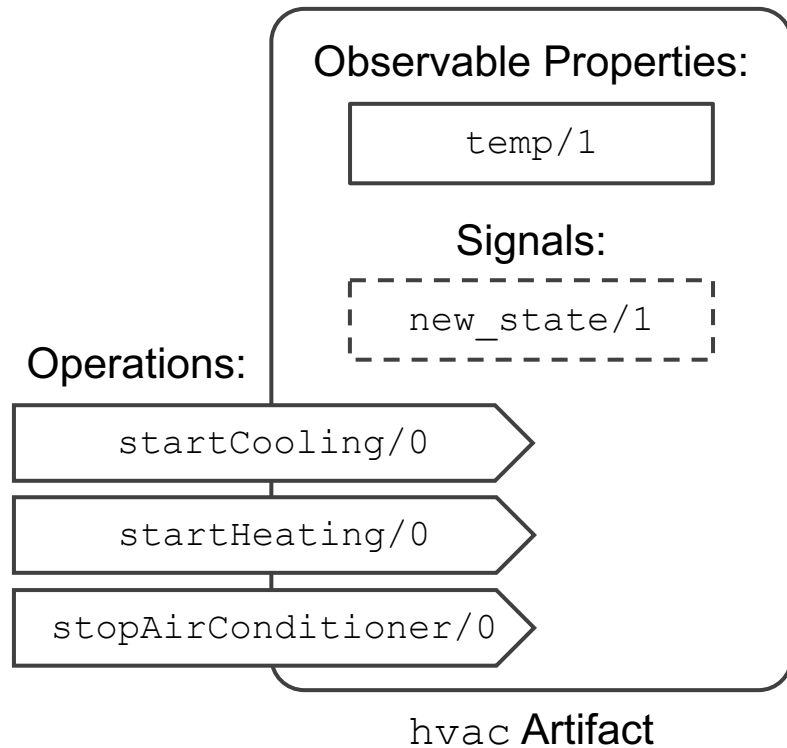 Observable Properties:
temp/1
Signals:
new_state/1
Operations:
startCooling/0
startHeating/0
stopAirConditioner/0
hvac Artifact